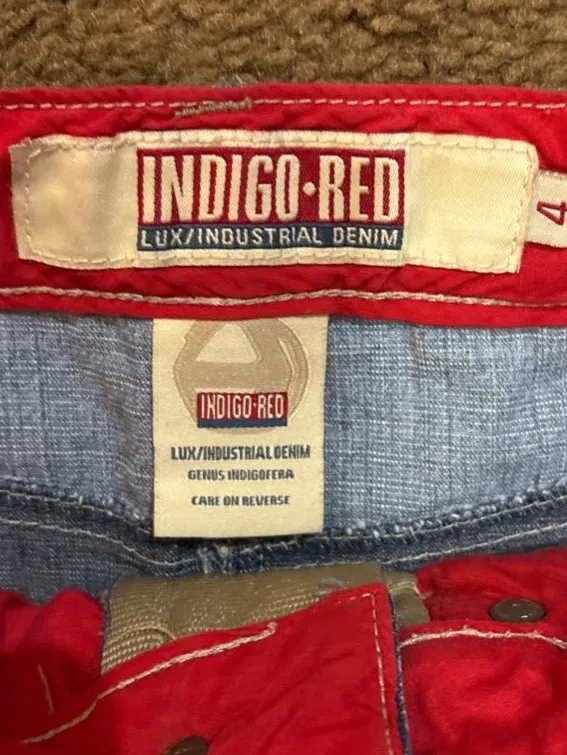 INDIGO·RED
LUX/INDUSTRIAL DENIM
4
INDIGO·RED
LUX/INDUSTRIAL DENIM
GENUS INDIGOFERA
CARE ON REVERSE